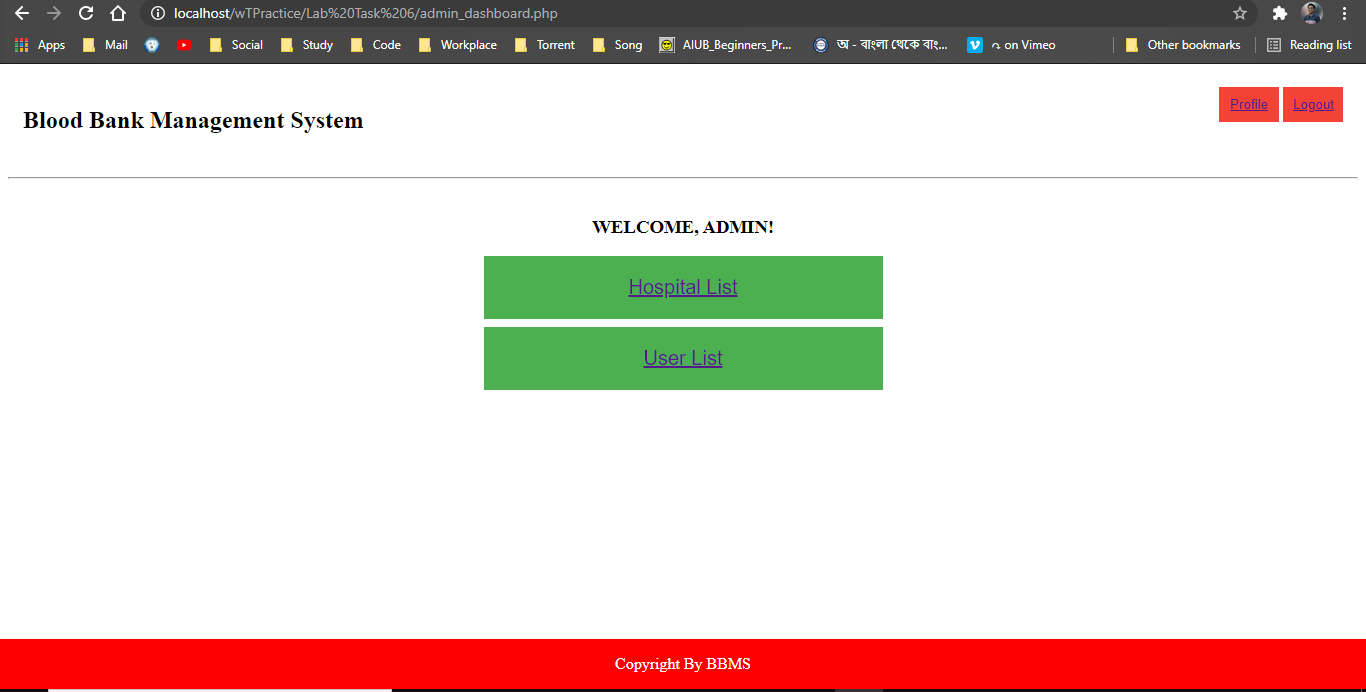 localhost/wTPractice/Lab%20Task%206/admin_dashboard.php
Apps Mail Social Study Code Workplace Torrent Song AIUB_Beginners_Pr... অ - বাংলা থেকে বাং... on Vimeo Other bookmarks Reading list
Profile Logout
Blood Bank Management System
WELCOME, ADMIN!
Hospital List
User List
Copyright By BBMS